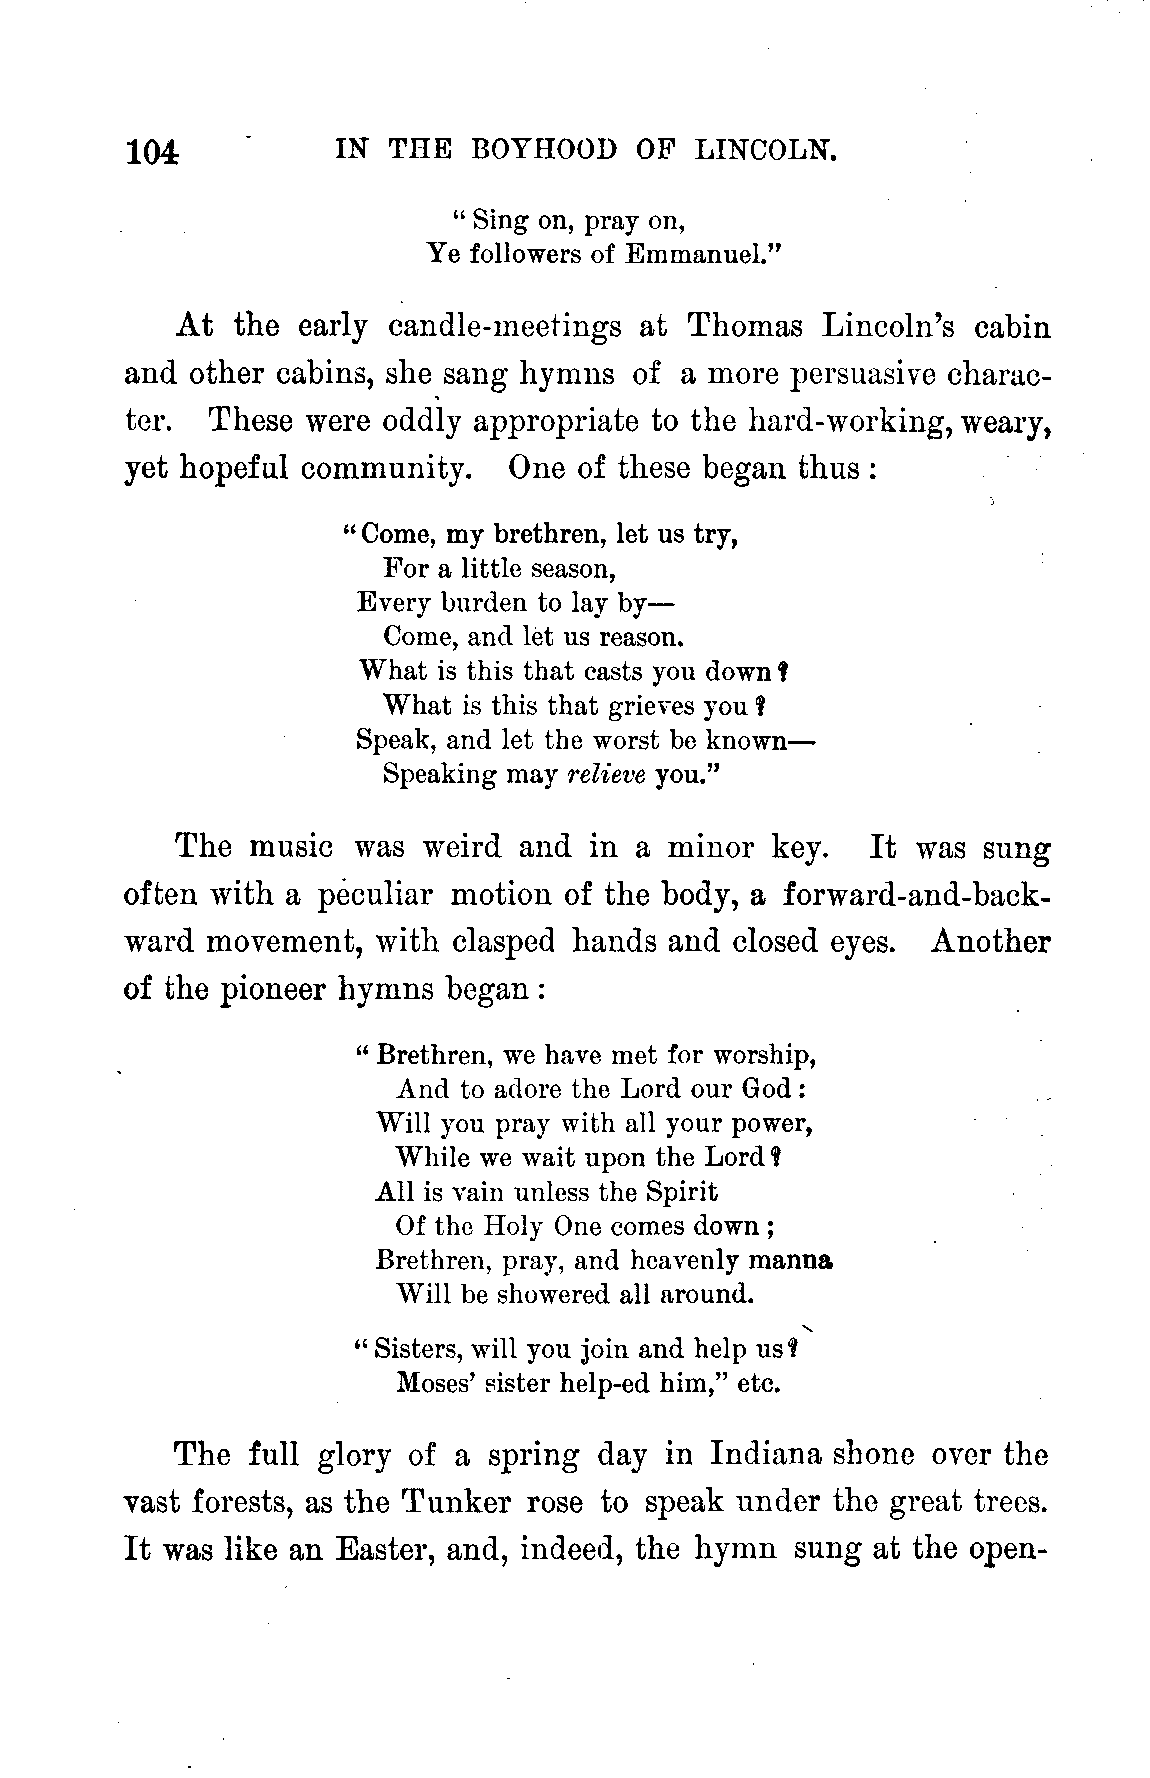 104 IN THE BOYHOOD OF LINCOLN.
“Sing on, pray on,
Ye followers of Emmanuel.”
At the early candle-meetings at Thomas Lincoln’s cabin
and other cabins, she sang hymns of a more persuasive charac-
ter. These were oddly appropriate to the hard-working, weary,
yet hopeful community. One of these began thus:
“Come, my brethren, let us try,
For a little season,
Every burden to lay by—
Come, and let us reason.
What is this that casts you down?
What is this that grieves you?
Speak, and let the worst be known—
Speaking may relieve you.”
The music was weird and in a minor key. It was sung
often with a peculiar motion of the body, a forward-and-back-
ward movement, with clasped hands and closed eyes. Another
of the pioneer hymns began:
“Brethren, we have met for worship,
And to adore the Lord our God:
Will you pray with all your power,
While we wait upon the Lord?
All is vain unless the Spirit
Of the Holy One comes down;
Brethren, pray, and heavenly manna
Will be showered all around.
“Sisters, will you join and help us?
Moses’ sister help-ed him,” etc.
The full glory of a spring day in Indiana shone over the
vast forests, as the Tunker rose to speak under the great trees.
It was like an Easter, and, indeed, the hymn sung at the open-